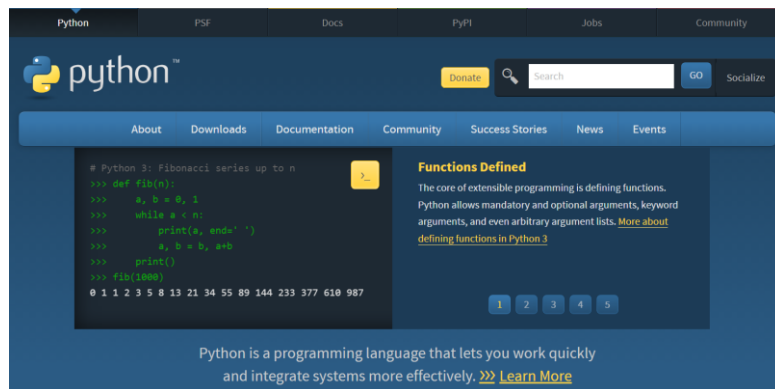 Python PSF Docs PyPI Jobs Community
python™
Donate Search GO Socialize
About Downloads Documentation Community Success Stories News Events
# Python 3: Fibonacci series up to n
>>> def fib(n):
>>>     a, b = 0, 1
>>>     while a < n:
>>>         print(a, end=' ')
>>>         a, b = b, a+b
>>>     print()
>>> fib(1000)
0 1 1 2 3 5 8 13 21 34 55 89 144 233 377 610 987
>_
Functions Defined
The core of extensible programming is defining functions.
Python allows mandatory and optional arguments, keyword
arguments, and even arbitrary argument lists. More about
defining functions in Python 3
1 2 3 4 5
Python is a programming language that lets you work quickly
and integrate systems more effectively. >>> Learn More